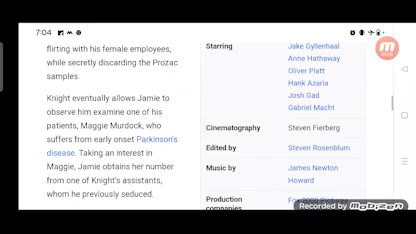 7:04
flirting with his female employees,
while secretly discarding the Prozac
samples.
Knight eventually allows Jamie to
observe him examine one of his
patients, Maggie Murdock, who
suffers from early onset Parkinson's
disease. Taking an interest in
Maggie, Jamie obtains her number
from one of Knight's assistants,
whom he previously seduced.
Starring
Jake Gyllenhaal
Anne Hathaway
Oliver Platt
Hank Azaria
Josh Gad
Gabriel Macht
Cinematography Steven Fierberg
Edited by Steven Rosenblum
Music by James Newton
Howard
Production
companies
Fox 2000 Pictures
Recorded by mobizen